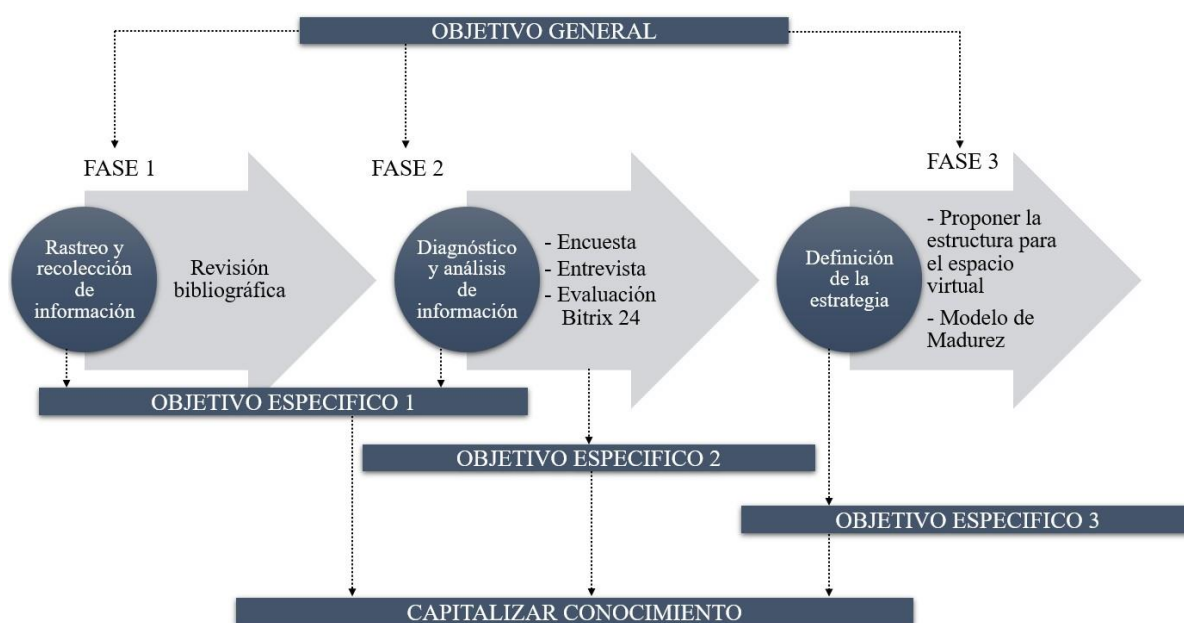 OBJETIVO GENERAL
FASE 1
FASE 2
FASE 3
Rastreo y
recolección
de
información
Revisión
bibliográfica
Diagnóstico
y análisis
de
información
- Encuesta
- Entrevista
- Evaluación
Bitrix 24
Definición
de la
estrategia
- Proponer la
estructura para
el espacio
virtual
- Modelo de
Madurez
OBJETIVO ESPECIFICO 1
OBJETIVO ESPECIFICO 2
OBJETIVO ESPECIFICO 3
CAPITALIZAR CONOCIMIENTO